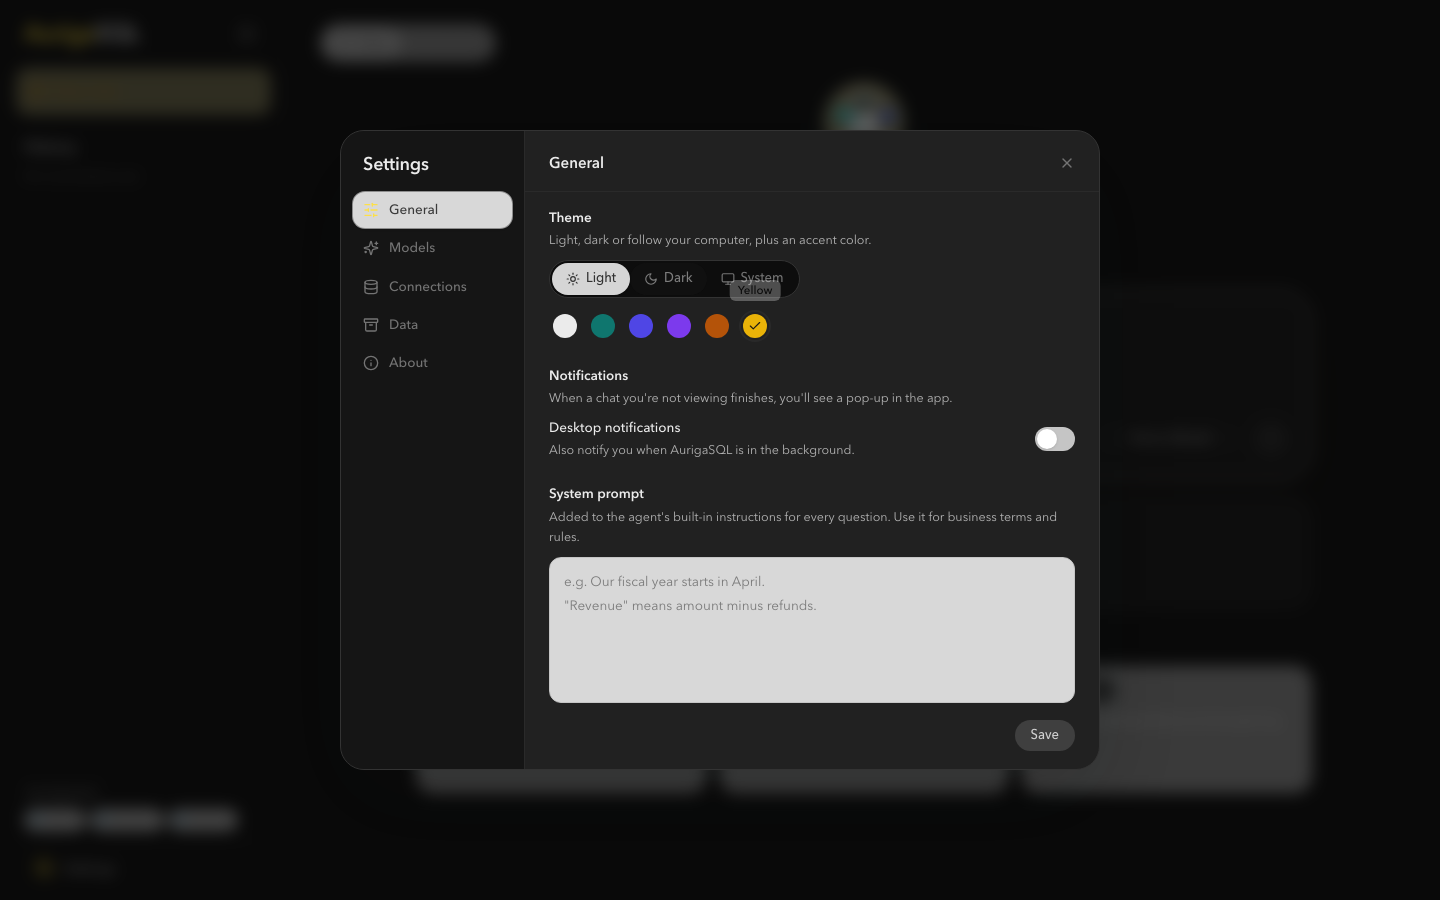 Settings
General
Models
Connections
Data
About
General
Theme
Light, dark or follow your computer, plus an accent color.
Light
Dark
System
Yellow
Notifications
When a chat you're not viewing finishes, you'll see a pop-up in the app.
Desktop notifications
Also notify you when AurigaSQL is in the background.
System prompt
Added to the agent's built-in instructions for every question. Use it for business terms and
rules.
e.g. Our fiscal year starts in April.
"Revenue" means amount minus refunds.
Save